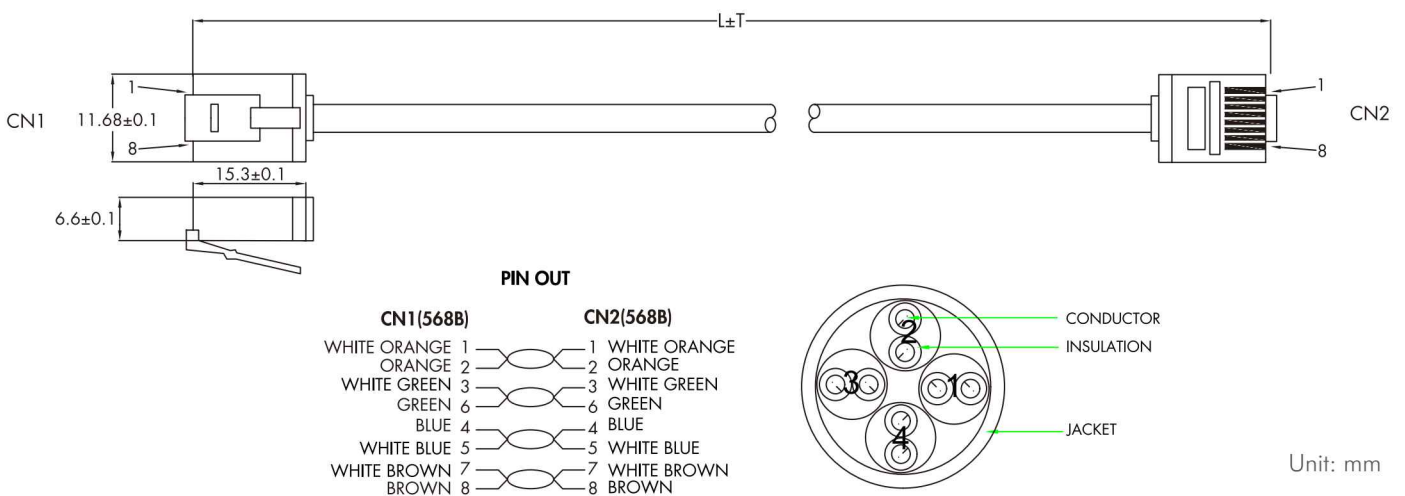 L±T
1
CN1
11.68±0.1
8
15.3±0.1
6.6±0.1
1
CN2
8
PIN OUT
CN1(568B) CN2(568B)
WHITE ORANGE 1 1 WHITE ORANGE
ORANGE 2 2 ORANGE
WHITE GREEN 3 3 WHITE GREEN
GREEN 6 6 GREEN
BLUE 4 4 BLUE
WHITE BLUE 5 5 WHITE BLUE
WHITE BROWN 7 7 WHITE BROWN
BROWN 8 8 BROWN
2
3
1
4
CONDUCTOR
INSULATION
JACKET
Unit: mm